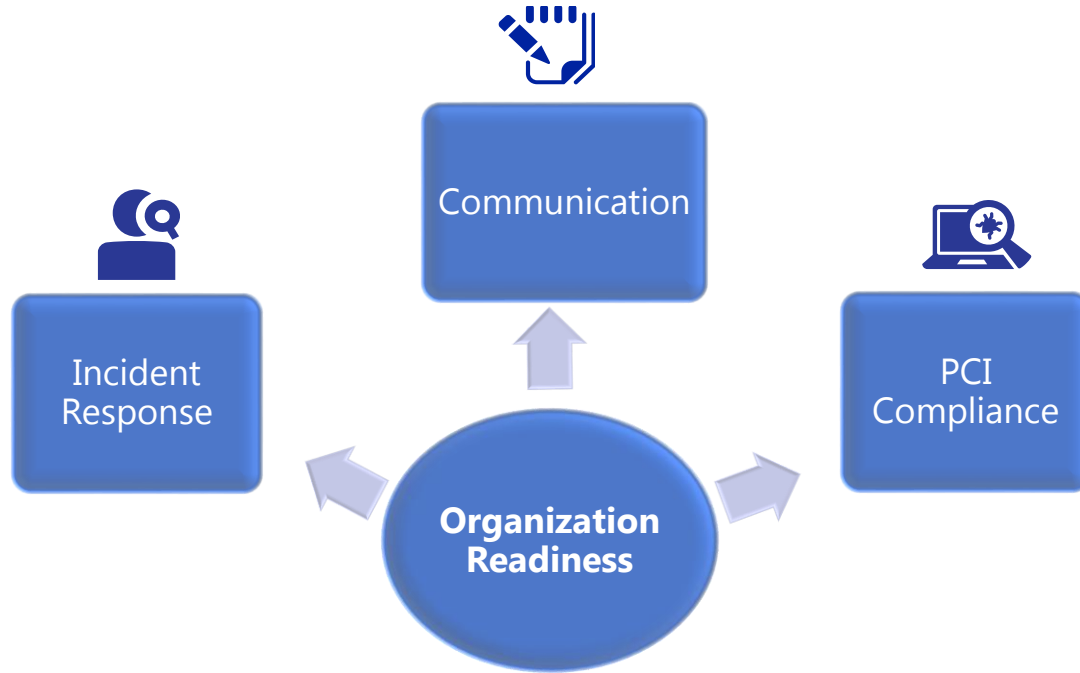 Communication
Incident
Response
PCI
Compliance
Organization
Readiness